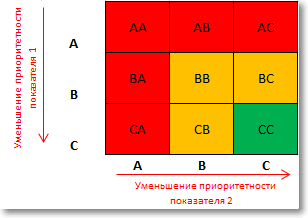 Уменьшение приоритетности
показателя 1
A
AA AB AC
B
BA BB BC
C
CA CB CC
A B C
Уменьшение приоритетности
показателя 2